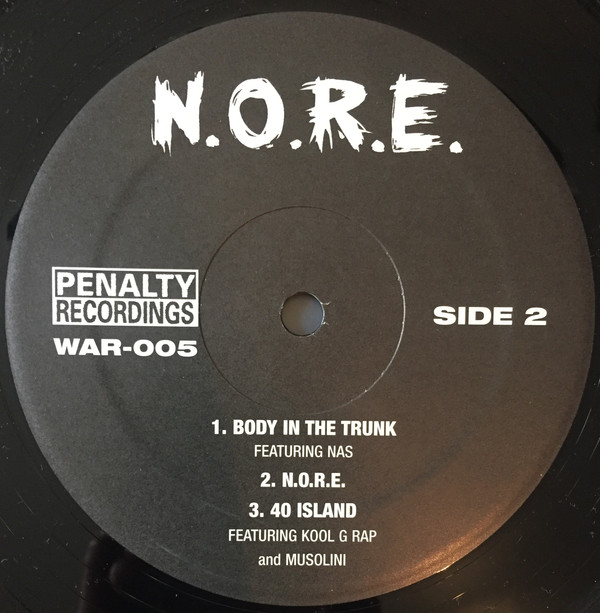 N.O.R.E.
PENALTY
RECORDINGS
WAR-005
SIDE 2
1. BODY IN THE TRUNK
FEATURING NAS
2. N.O.R.E.
3. 40 ISLAND
FEATURING KOOL G RAP
and MUSOLINI